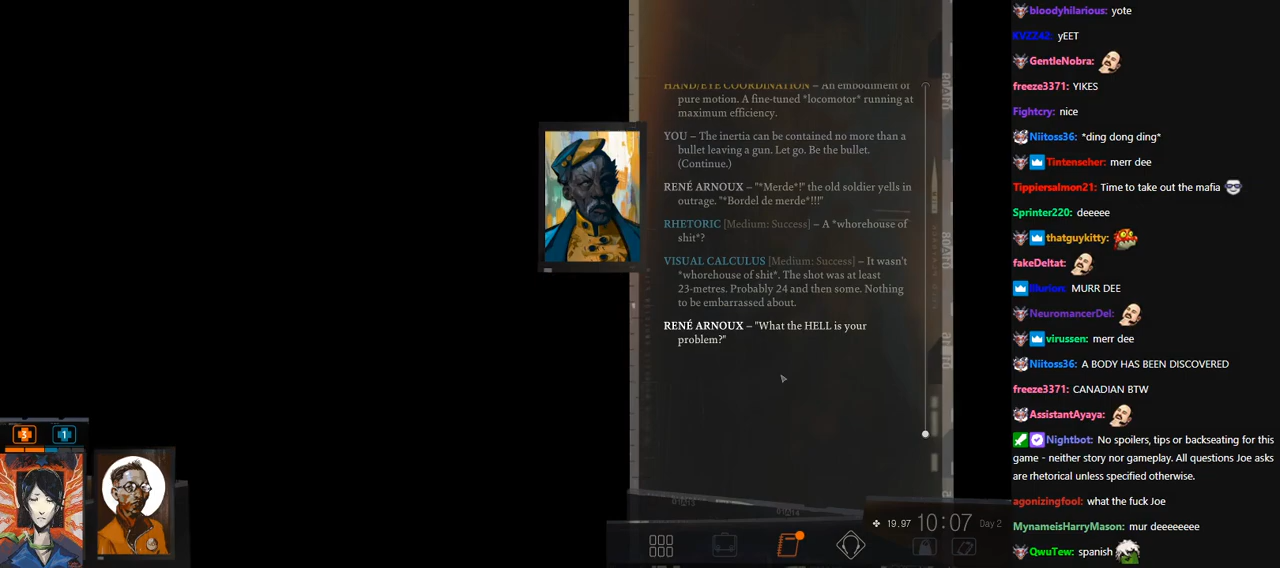 HAND/EYE COORDINATION – An embodiment of
pure motion. A fine-tuned *locomotor* running at
maximum efficiency.
YOU – The inertia can be contained no more than a
bullet leaving a gun. Let go. Be the bullet.
(Continue.)
RENÉ ARNOUX – "*Merde*!" the old soldier yells in
outrage. "*Bordel de merde*!!!"
RHETORIC [Medium: Success] – A *whorehouse of
shit*?
VISUAL CALCULUS [Medium: Success] – It wasn't
*whorehouse of shit*. The shot was at least
23-metres. Probably 24 and then some. Nothing
to be embarrassed about.
RENÉ ARNOUX – "What the HELL is your
problem?"
3
1
19.97
10:07
Day 2
bloodyhilarious: yote
KVZZ42: yEET
GentleNobra:
freeze3371: YIKES
Fightcry: nice
Niitoss36: *ding dong ding*
Tintenseher: merr dee
Tippiersalmon21: Time to take out the mafia
Sprinter220: deeeee
thatguykitty:
fakeDeltat:
illurion: MURR DEE
NeuromancerDel:
virussen: merr dee
Niitoss36: A BODY HAS BEEN DISCOVERED
freeze3371: CANADIAN BTW
AssistantAyaya:
Nightbot: No spoilers, tips or backseating for this
game - neither story nor gameplay. All questions Joe asks
are rhetorical unless specified otherwise.
agonizingfool: what the fuck Joe
MynameisHarryMason: mur deeeeeeee
QwuTew: spanish